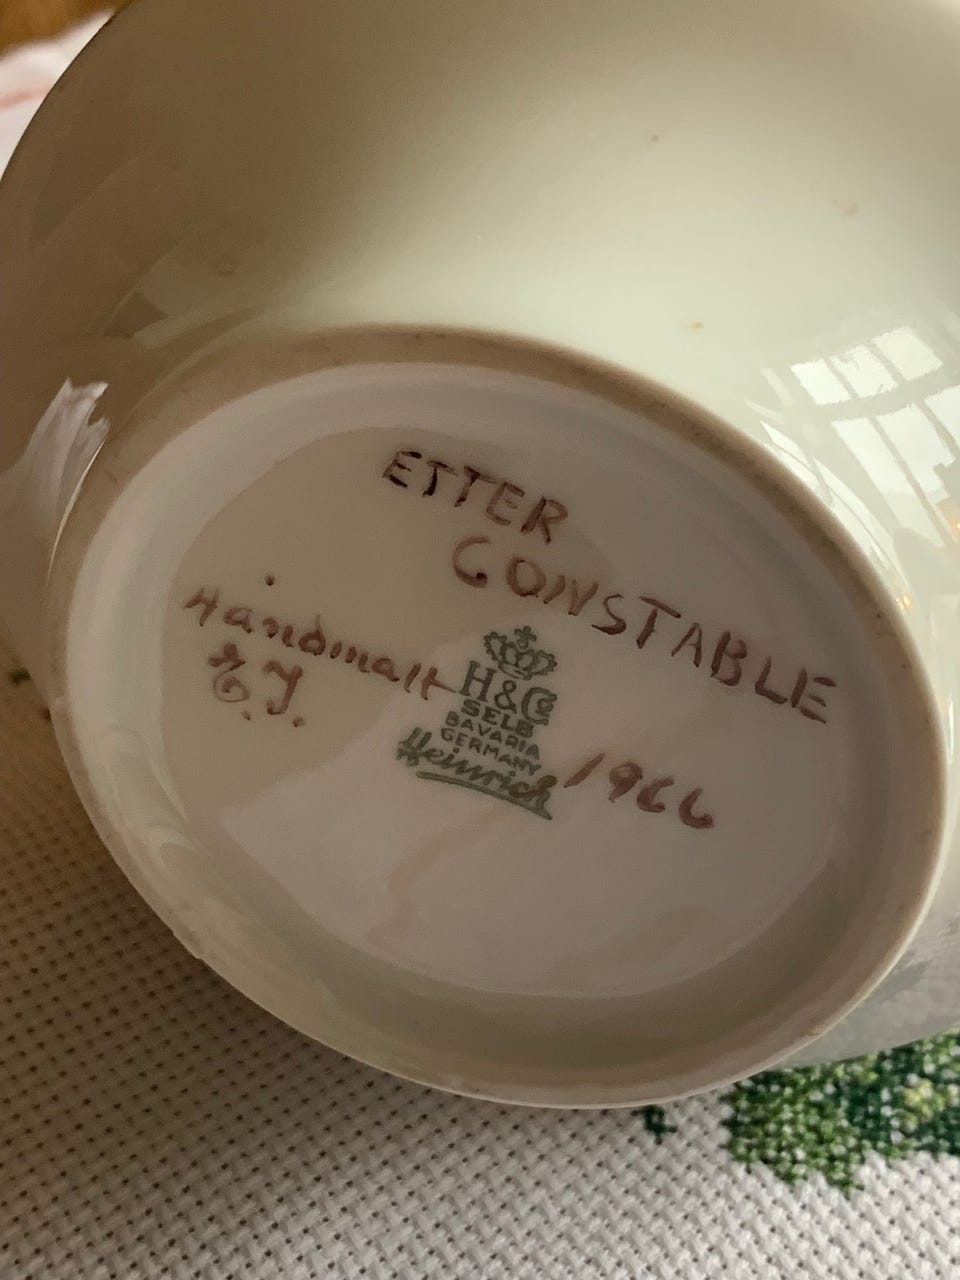 ETTER
CONSTABLE
Handmalt
E.J.
H&Co
SELB
BAVARIA
GERMANY
Heinrich
1966